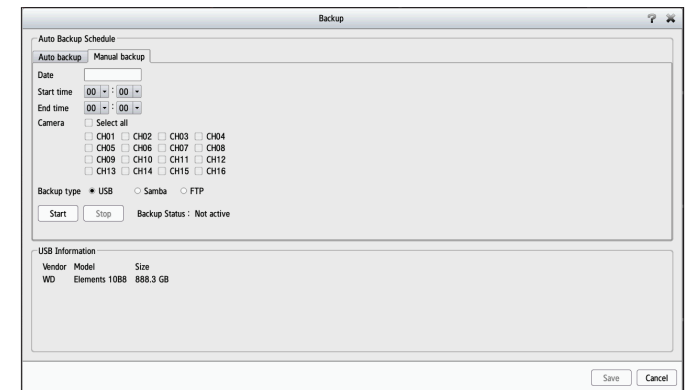 Backup
Auto Backup Schedule
Auto backup Manual backup
Date
Start time 00 : 00
End time 00 : 00
Camera Select all
CH01 CH02 CH03 CH04
CH05 CH06 CH07 CH08
CH09 CH10 CH11 CH12
CH13 CH14 CH15 CH16
Backup type USB Samba FTP
Start Stop Backup Status : Not active
USB Information
Vendor Model Size
WD Elements 10B8 888.3 GB
Save Cancel